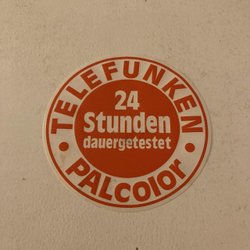 TELEFUNKEN
24
Stunden
dauergetestet
PALcolor